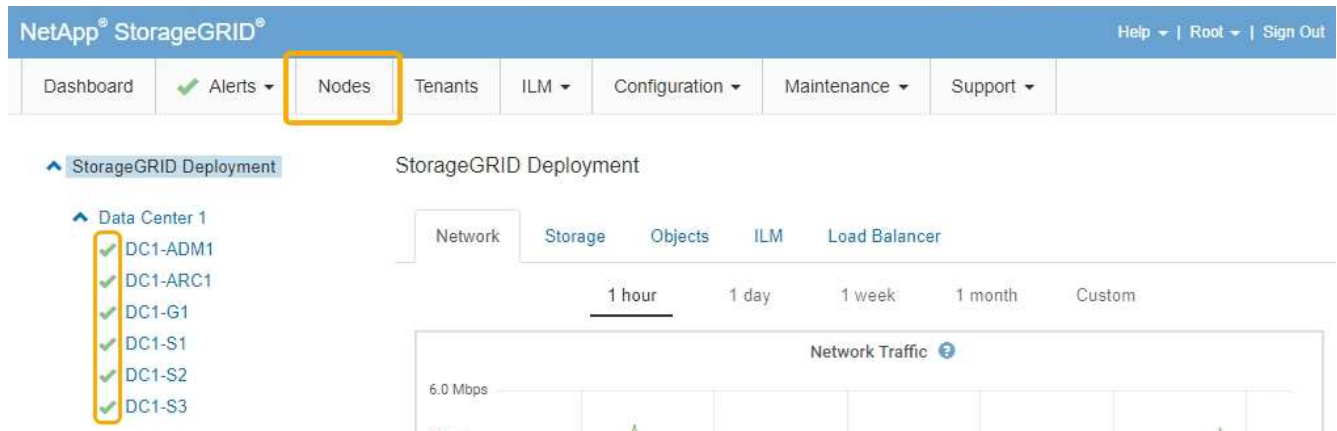 NetApp® StorageGRID®
Help | Root | Sign Out
Dashboard Alerts Nodes Tenants ILM Configuration Maintenance Support
StorageGRID Deployment
StorageGRID Deployment
Data Center 1
DC1-ADM1
DC1-ARC1
DC1-G1
DC1-S1
DC1-S2
DC1-S3
Network Storage Objects ILM Load Balancer
1 hour 1 day 1 week 1 month Custom
Network Traffic
6.0 Mbps